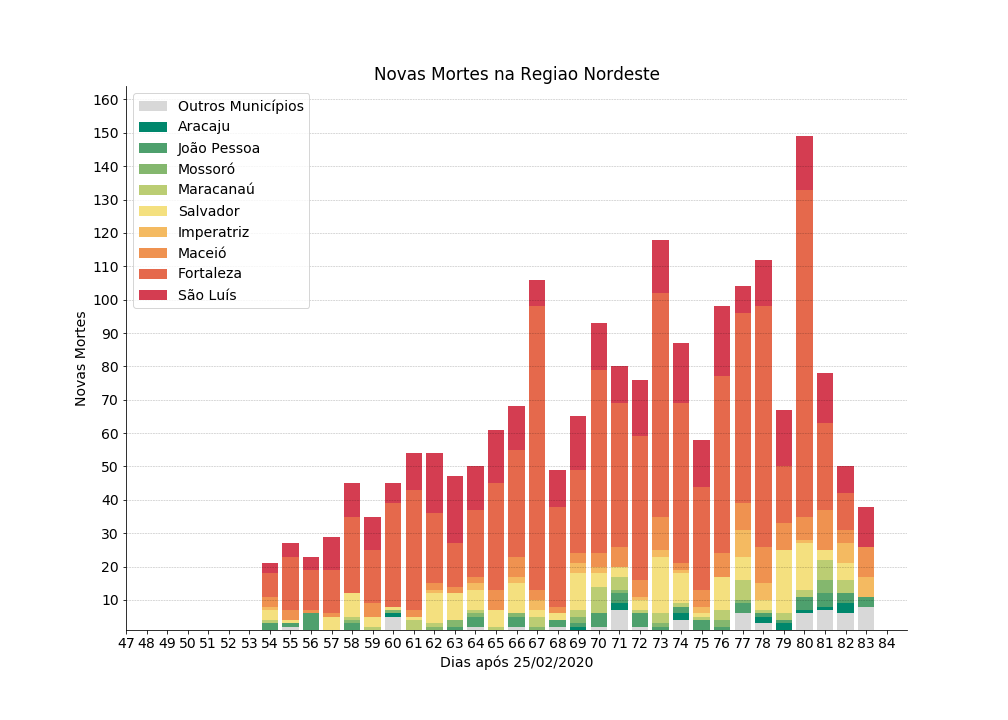 Novas Mortes na Regiao Nordeste
160
150
140
130
120
110
100
90
80
70
60
50
40
30
20
10
Novas Mortes
Outros Municípios
Aracaju
João Pessoa
Mossoró
Maracanaú
Salvador
Imperatriz
Maceió
Fortaleza
São Luís
47 48 49 50 51 52 53 54 55 56 57 58 59 60 61 62 63 64 65 66 67 68 69 70 71 72 73 74 75 76 77 78 79 80 81 82 83 84
Dias após 25/02/2020